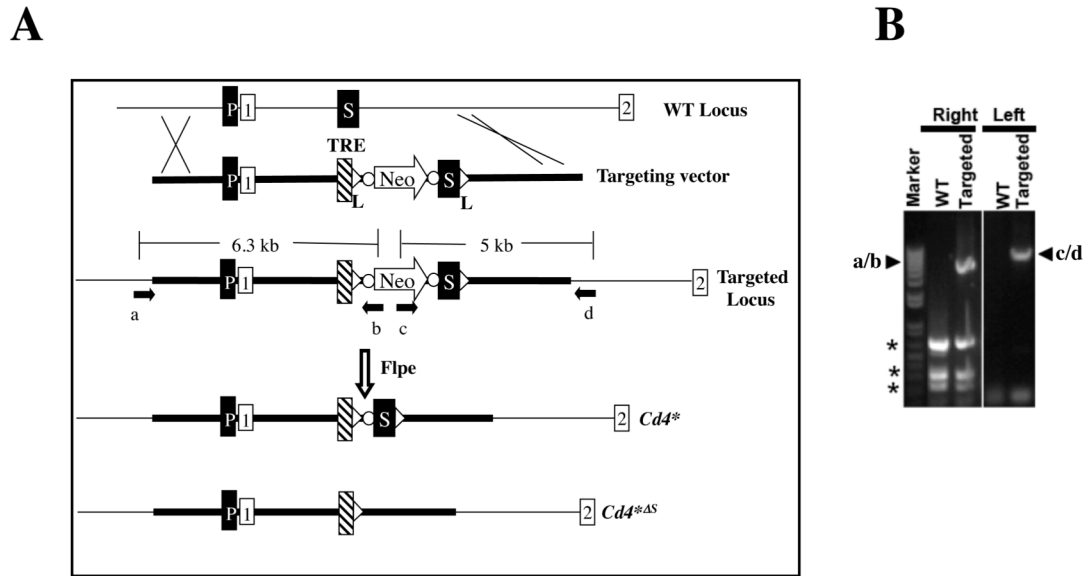 A
B
P 1 S 2 WT Locus
TRE
P 1 Neo S Targeting vector
L L
6.3 kb 5 kb
P 1 Neo S 2 Targeted Locus
a b c d
Flpe
P 1 S 2 Cd4*
P 1 2 Cd4*ΔS
Right Left
Marker WT Targeted WT Targeted
a/b c/d
*
*
*